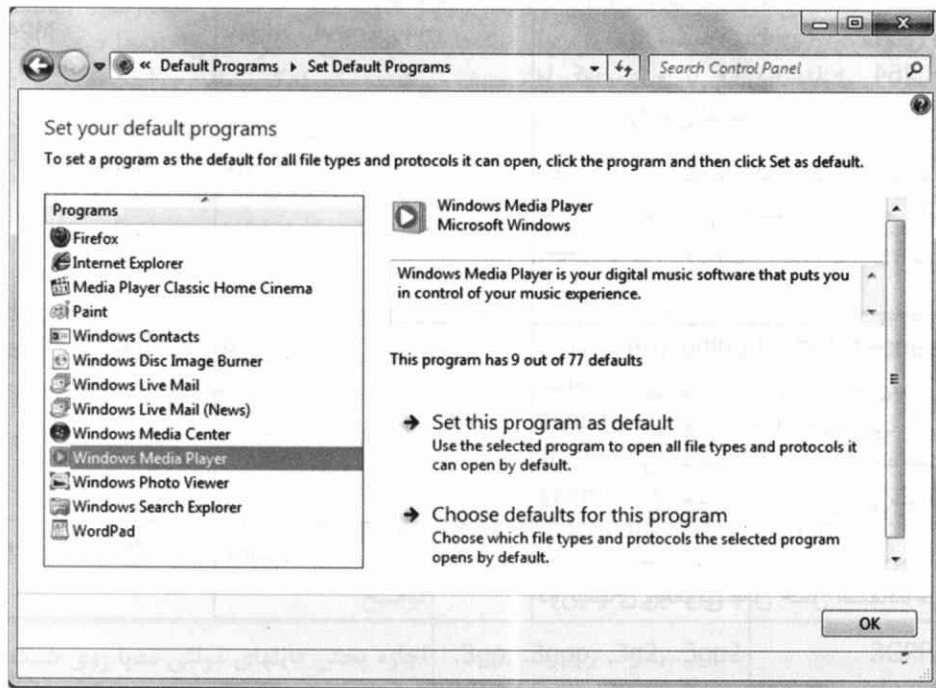 « Default Programs ▸ Set Default Programs
Search Control Panel
Set your default programs
To set a program as the default for all file types and protocols it can open, click the program and then click Set as default.
Programs
Firefox
Internet Explorer
Media Player Classic Home Cinema
Paint
Windows Contacts
Windows Disc Image Burner
Windows Live Mail
Windows Live Mail (News)
Windows Media Center
Windows Media Player
Windows Photo Viewer
Windows Search Explorer
WordPad
Windows Media Player
Microsoft Windows
Windows Media Player is your digital music software that puts you
in control of your music experience.
This program has 9 out of 77 defaults
Set this program as default
Use the selected program to open all file types and protocols it
can open by default.
Choose defaults for this program
Choose which file types and protocols the selected program
opens by default.
OK